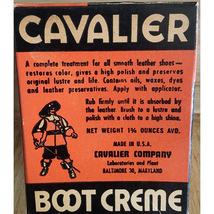 CAVALIER
A complete treatment for all smooth leather shoes—
restores color, gives a high polish and preserves
original lustre and life. Contains oils, waxes, dyes
and leather preservatives. Apply with applicator.
Rub firmly until it is absorbed by
the leather. Brush to a lustre and
polish with a cloth to a high shine.
NET WEIGHT 1¾ OUNCES AVD.
MADE IN U.S.A.
CAVALIER COMPANY
Laboratories and Plant
BALTIMORE 30, MARYLAND
BOOT CREME